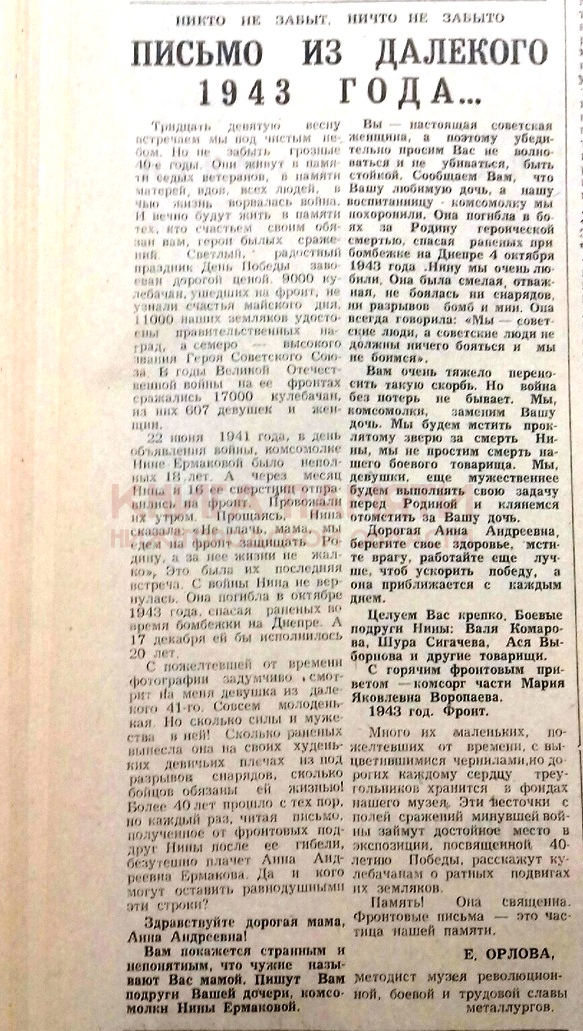 НИКТО НЕ ЗАБЫТ, НИЧТО НЕ ЗАБЫТО
ПИСЬМО ИЗ ДАЛЕКОГО
1943 ГОДА...
Тридцать девятую весну
встречаем мы под чистым не-
бом. Но не забыть грозные
40-е годы. Они живут в памя-
ти седых ветеранов, в памяти
матерей, вдов, всех людей, в
чью жизнь ворвалась война.
И вечно будут жить в памяти
тех, кто счастьем своим обя-
зан вам, герои былых сраже-
ний. Светлый, радостный
праздник День Победы заво-
еван дорогой ценой. 9000 ку-
лебачан, ушедших на фронт, не
узнали счастья майского дня.
11000 наших земляков удосто-
ены правительственных на-
град, а семеро — высокого
звания Героя Советского Сою-
за. В годы Великой Отечест-
венной войны на ее фронтах
сражались 17000 кулебачан,
из них 607 девушек и жен-
щин.
22 июня 1941 года, в день
объявления войны, комсомолке
Нине Ермаковой было непол-
ных 18 лет. А через месяц
Нина и 16 ее сверстниц отпра-
вились на фронт. Провожали
их утром. Прощаясь, Нина
сказала: «Не плачь, мама, мы
едем на фронт защищать Ро-
дину, а за нее жизни не жал-
ко». Это была их последняя
встреча. С войны Нина не вер-
нулась. Она погибла в октябре
1943 года, спасая раненых во
время бомбежки на Днепре. А
17 декабря ей бы исполнилось
20 лет.
С пожелтевшей от времени
фотографии задумчиво смот-
рит на меня девушка из дале-
кого 41-го. Совсем молодень-
кая. Но сколько силы и муже-
ства в ней! Сколько раненых
вынесла она на своих худень-
ких девичьих плечах из под
разрывов снарядов, сколько
бойцов обязаны ей жизнью!
Более 40 лет прошло с тех пор,
но каждый раз, читая письмо,
полученное от фронтовых под-
друг Нины после ее гибели,
безутешно плачет Анна Анд-
реевна Ермакова. Да и кого
могут оставить равнодушными
эти строки?
Здравствуйте дорогая мама,
Анна Андреевна!
Вам покажется странным и
непонятным, что чужие назы-
вают Вас мамой. Пишут Вам
подруги Вашей дочери, комсо-
молки Нины Ермаковой.
Вы — настоящая советская
женщина, а поэтому убеди-
тельно просим Вас не волно-
ваться и не убиваться, быть
стойкой. Сообщаем Вам, что
Вашу любимую дочь, а нашу
воспитанницу - комсомолку мы
похоронили. Она погибла в бо-
ях за Родину героической
смертью, спасая раненых при
бомбежке на Днепре 4 октября
1943 года .Нину мы очень лю-
били. Она была смелая, отваж-
ная, не боялась ни снарядов,
ни разрывов бомб и мин. Она
всегда говорила: «Мы — совет-
ские люди, а советские люди не
должны ничего бояться и мы
не боимся».
Вам очень тяжело перено-
сить такую скорбь. Но война
без потерь не бывает. Мы,
комсомолки, заменим Вашу
дочь. Мы будем мстить прок-
лятому зверю за смерть Ни-
ны, мы не простим смерть на-
шего боевого товарища. Мы,
девушки, еще мужественнее
будем выполнять свою задачу
перед Родиной и клянемся
отомстить за Вашу дочь.
Дорогая Анна Андреевна,
берегите свое здоровье, мсти-
те врагу, работайте еще луч-
ше, чтоб ускорить победу, а
она приближается с каждым
днем.
Целуем Вас крепко. Боевые
подруги Нины: Валя Комаро-
ва, Шура Сигачева, Ася Вы-
борнова и другие товарищи.
С горячим фронтовым при-
ветом — комсорг части Мария
Яковлевна Воропаева.
1943 год. Фронт.
Много их маленьких, по-
желтевших от времени, с вы-
цветившимися чернилами,но до-
рогих каждому сердцу треу-
гольников хранится в фондах
нашего музея. Эти весточки с
полей сражений минувшей вой-
ны займут достойное место в
экспозиции, посвященной 40-
летию Победы, расскажут ку-
лебачанам о ратных подвигах
их земляков.
Память! Она священна.
Фронтовые письма — это час-
тица нашей памяти.
Е. ОРЛОВА,
методист музея революцион-
ной, боевой и трудовой славы
металлургов.